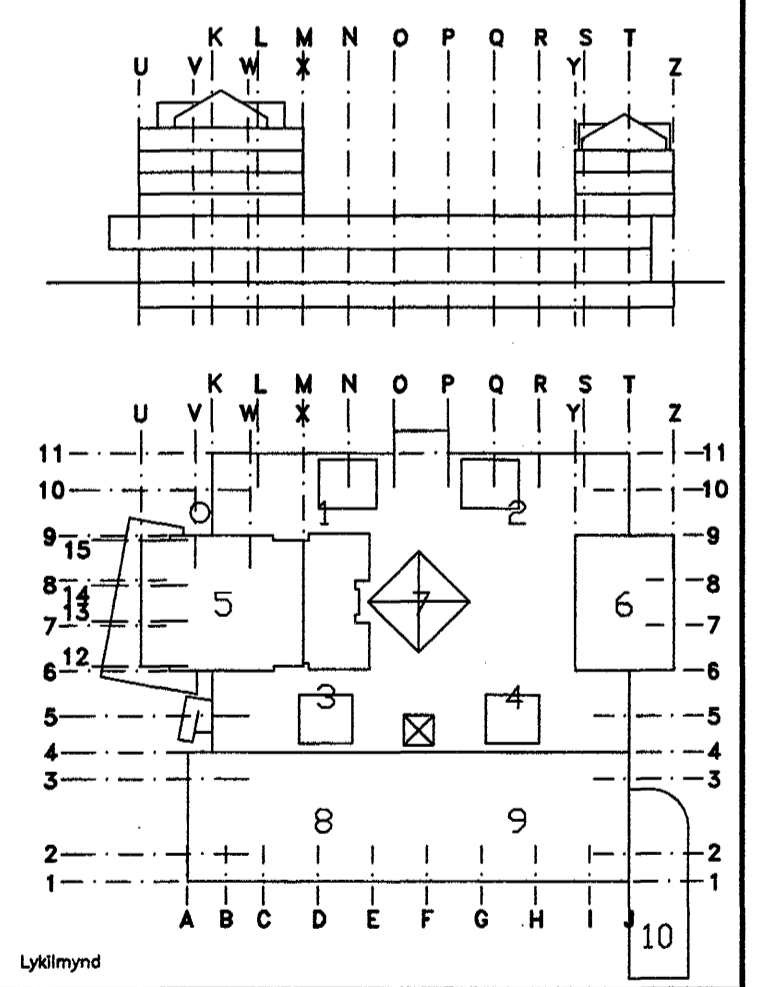 K L M N O P Q R S T
U V W X Y Z
K L M N O P Q R S T
U V W X Y Z
11 11
10 10
O 1 2
9 9
15
8 8
14
13
5 7 6
7 7
12
6 6
3 4
5 5
4 4
3 3
8 9
2 2
1 1
A B C D E F G H I J
10
Lykilmynd